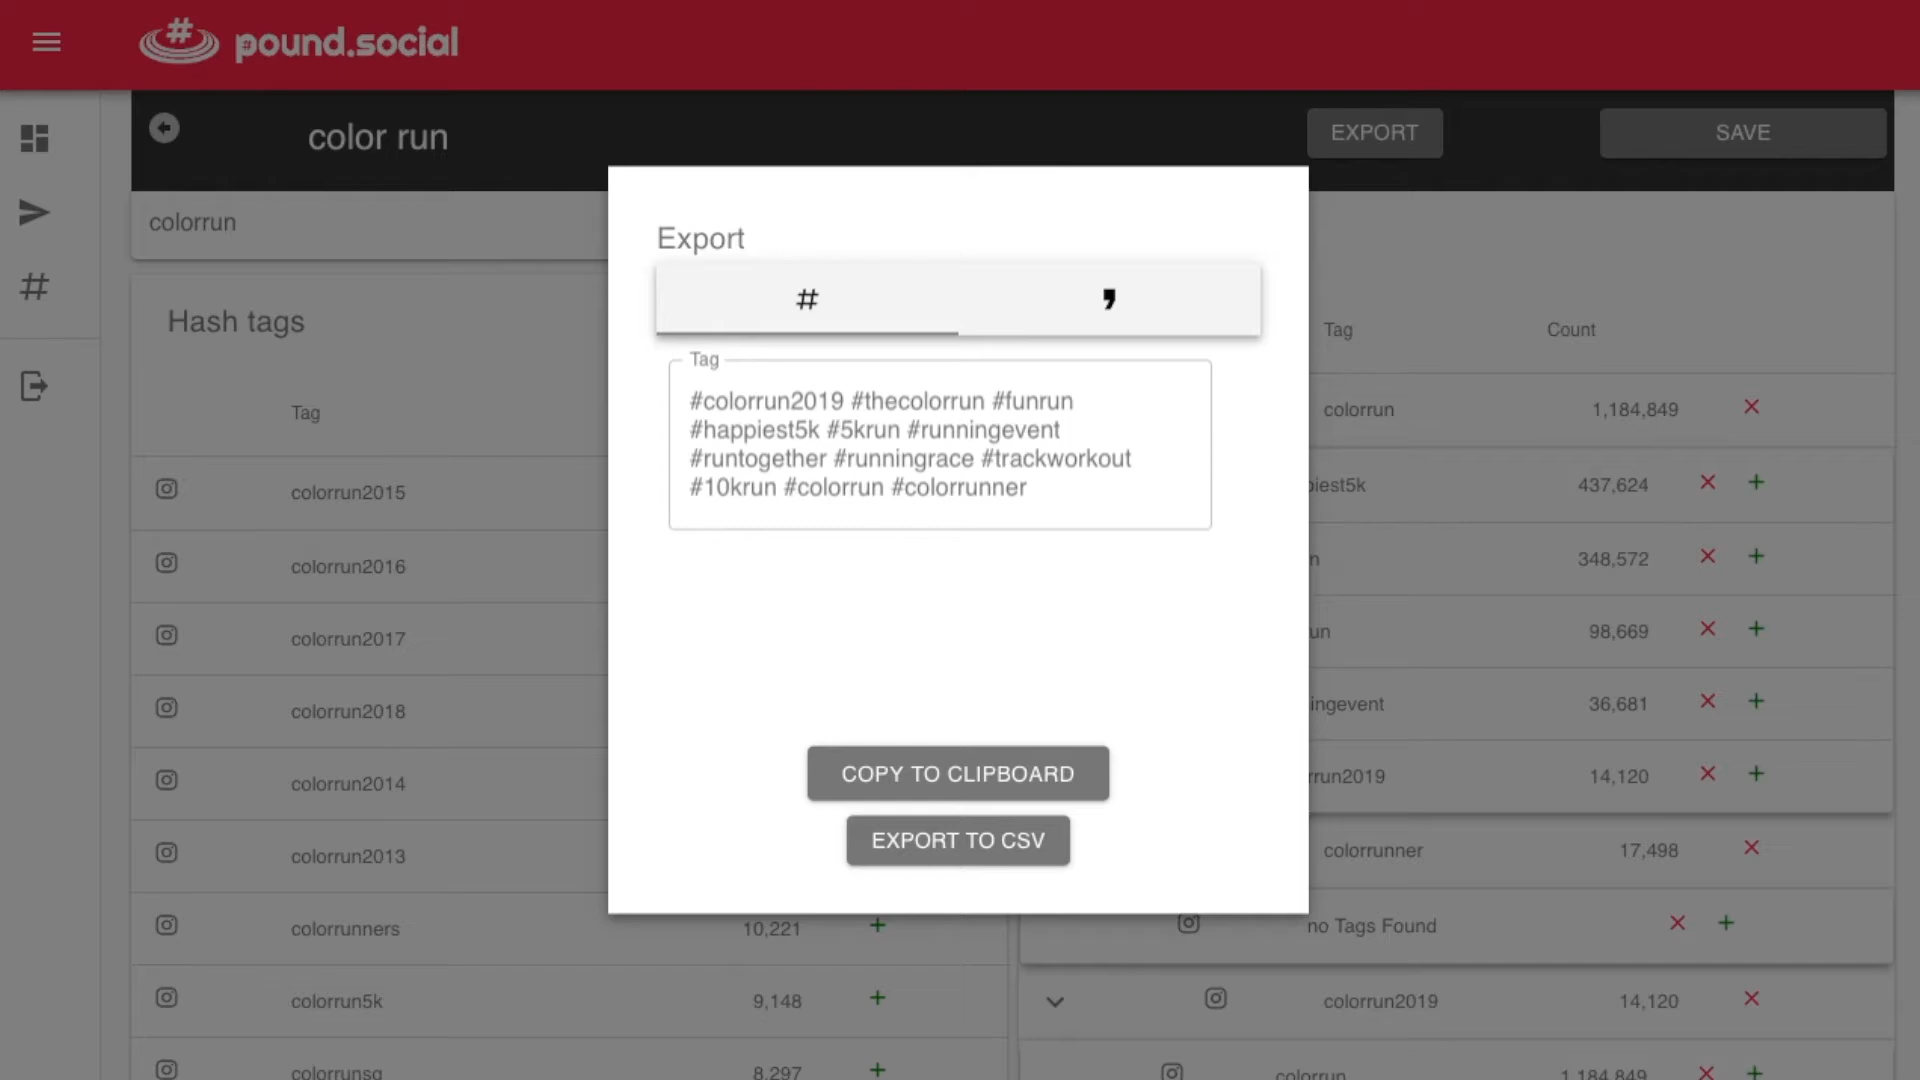 #pound.social
color run
EXPORT
SAVE
colorrun
Export
#
,
Hash tags
Tag
Tag
#colorrun2019 #thecolorrun #funrun
#happiest5k #5krun #runningevent
#runtogether #runningrace #trackworkout
#10krun #colorrun #colorrunner
COPY TO CLIPBOARD
EXPORT TO CSV
colorrun2015
colorrun2016
colorrun2017
colorrun2018
colorrun2014
colorrun2013
colorrunners 10,221
colorrun5k 9,148
colorrunsg 8,297
Tag Count
colorrun 1,184,849
piest5k 437,624
n 348,572
un 98,669
ingevent 36,681
rrun2019 14,120
colorrunner 17,498
no Tags Found
colorrun2019 14,120
colorrun 1,184,849